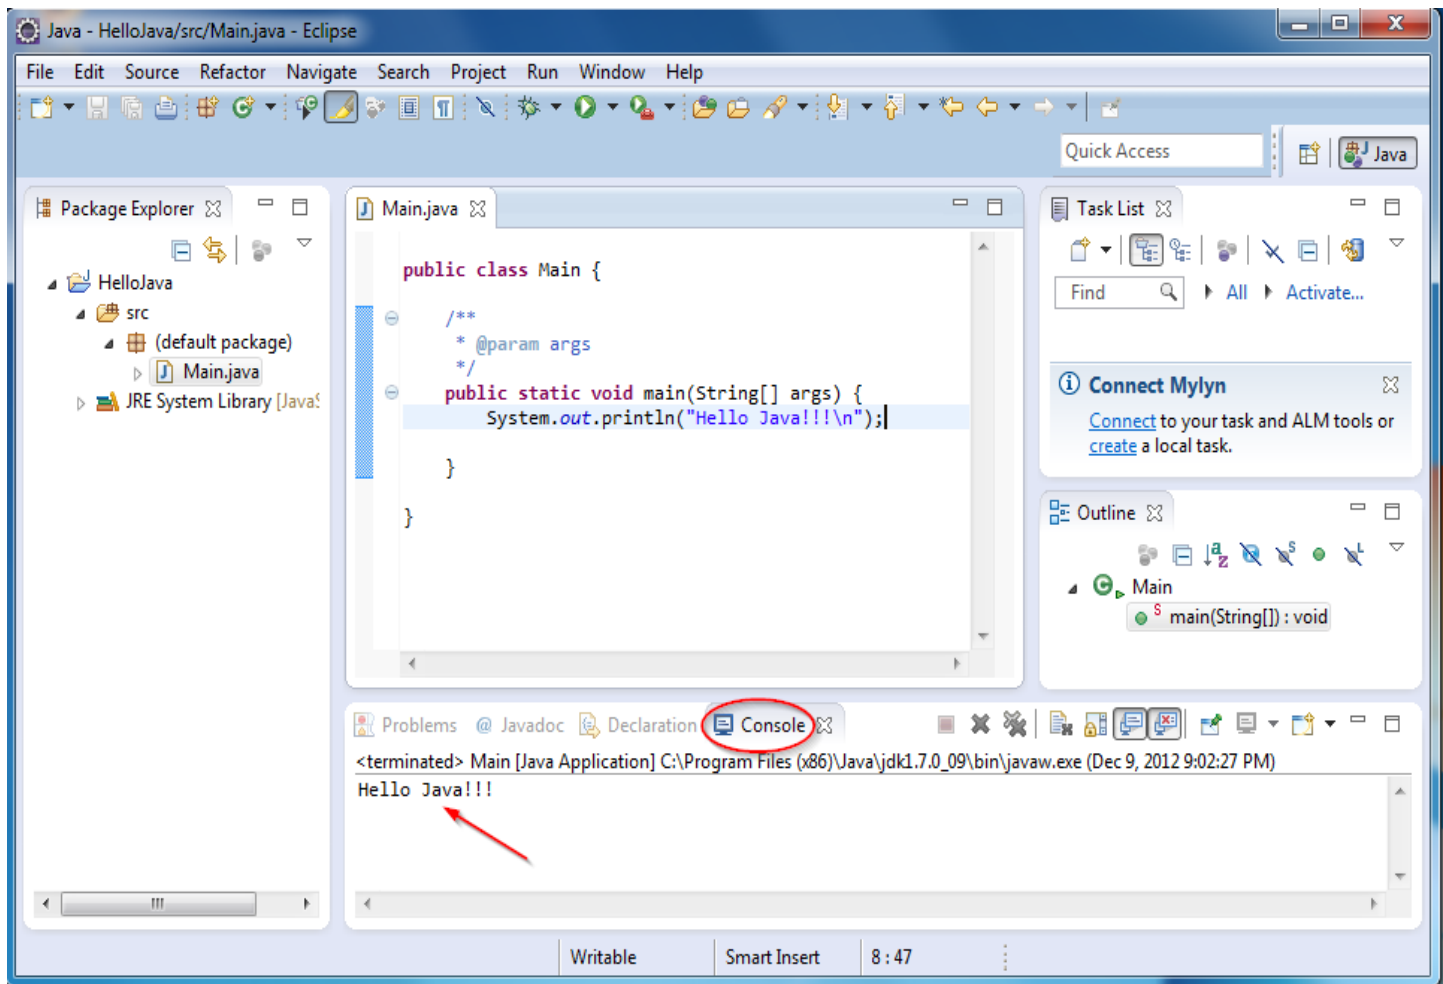 Java - HelloJava/src/Main.java - Eclipse
File Edit Source Refactor Navigate Search Project Run Window Help
Quick Access
Java
Package Explorer
HelloJava
src
(default package)
Main.java
JRE System Library [JavaS
Main.java
public class Main {
/**
* @param args
*/
public static void main(String[] args) {
System.out.println("Hello Java!!!\n");
}
}
Task List
Find All Activate...
Connect Mylyn
Connect to your task and ALM tools or
create a local task.
Outline
Main
main(String[]) : void
Problems @ Javadoc Declaration Console
<terminated> Main [Java Application] C:\Program Files (x86)\Java\jdk1.7.0_09\bin\javaw.exe (Dec 9, 2012 9:02:27 PM)
Hello Java!!!
Writable Smart Insert 8 : 47